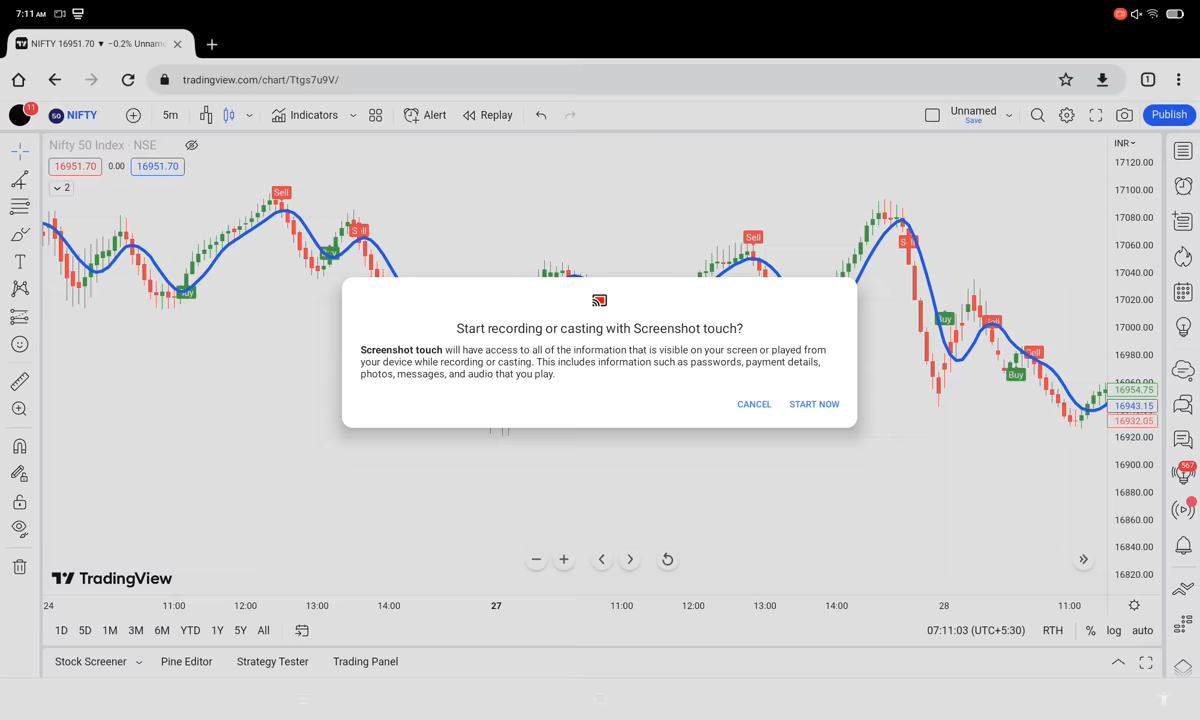 7:11 AM
NIFTY 16951.70 ▼ −0.2% Unnam
tradingview.com/chart/Ttgs7u9V/
1
11
50 NIFTY
5m
Indicators
Alert
Replay
Unnamed
Save
Publish
Nifty 50 Index · NSE
INR
16951.70 0.00 16951.70
2
17120.00
17100.00
17080.00
17060.00
17040.00
17020.00
17000.00
16980.00
16960.00
16954.75
16943.15
16932.05
16920.00
16900.00
16880.00
16860.00
16840.00
16820.00
Sell
Sell
Buy
Buy
Sell
Sell
Buy
Sell
Sell
Buy
Start recording or casting with Screenshot touch?
Screenshot touch will have access to all of the information that is visible on your screen or played from
your device while recording or casting. This includes information such as passwords, payment details,
photos, messages, and audio that you play.
CANCEL START NOW
567
TradingView
24 11:00 12:00 13:00 14:00 27 11:00 12:00 13:00 14:00 28 11:00
1D 5D 1M 3M 6M YTD 1Y 5Y All
07:11:03 (UTC+5:30) RTH % log auto
Stock Screener Pine Editor Strategy Tester Trading Panel